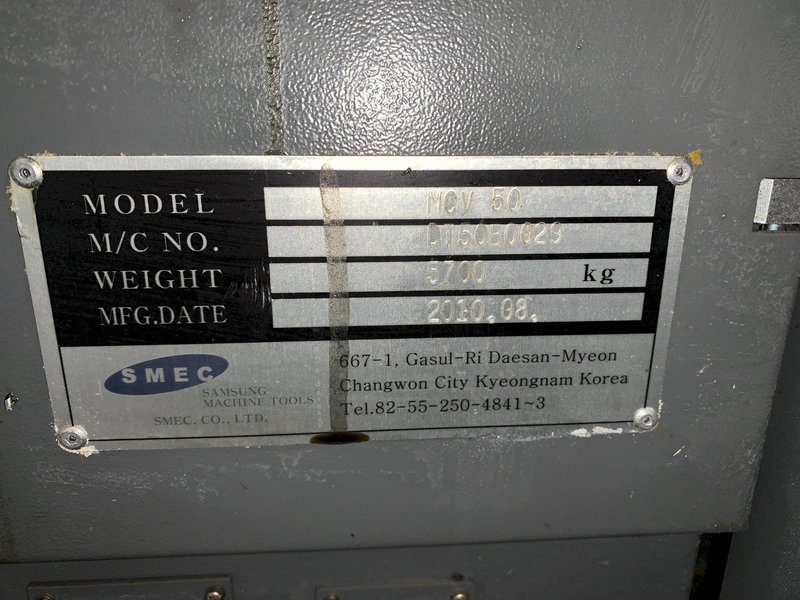 MODEL MCV 50
M/C NO. DT50B0029
WEIGHT 5700 kg
MFG.DATE 2010.08.
SMEC
SAMSUNG
MACHINE TOOLS
SMEC. CO., LTD.
667-1, Gasul-Ri Daesan-Myeon
Changwon City Kyeongnam Korea
Tel.82-55-250-4841~3